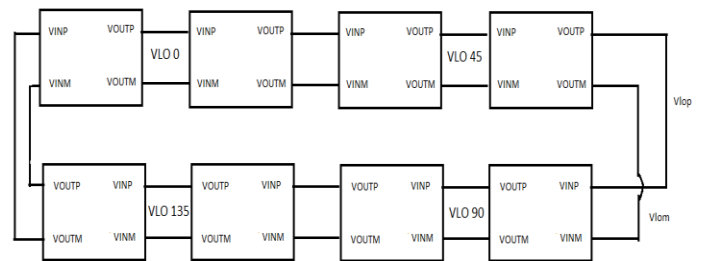 VINP VOUTP VINP VOUTP VINP VOUTP VINP VOUTP
VLO 0 VLO 45
VINM VOUTM VINM VOUTM VINM VOUTM VINM VOUTM
Vlop
VOUTP VINP VOUTP VINP VOUTP VINP VOUTP VINP
VLO 135 VLO 90
Vlom
VOUTM VINM VOUTM VINM VOUTM VINM VOUTM VINM